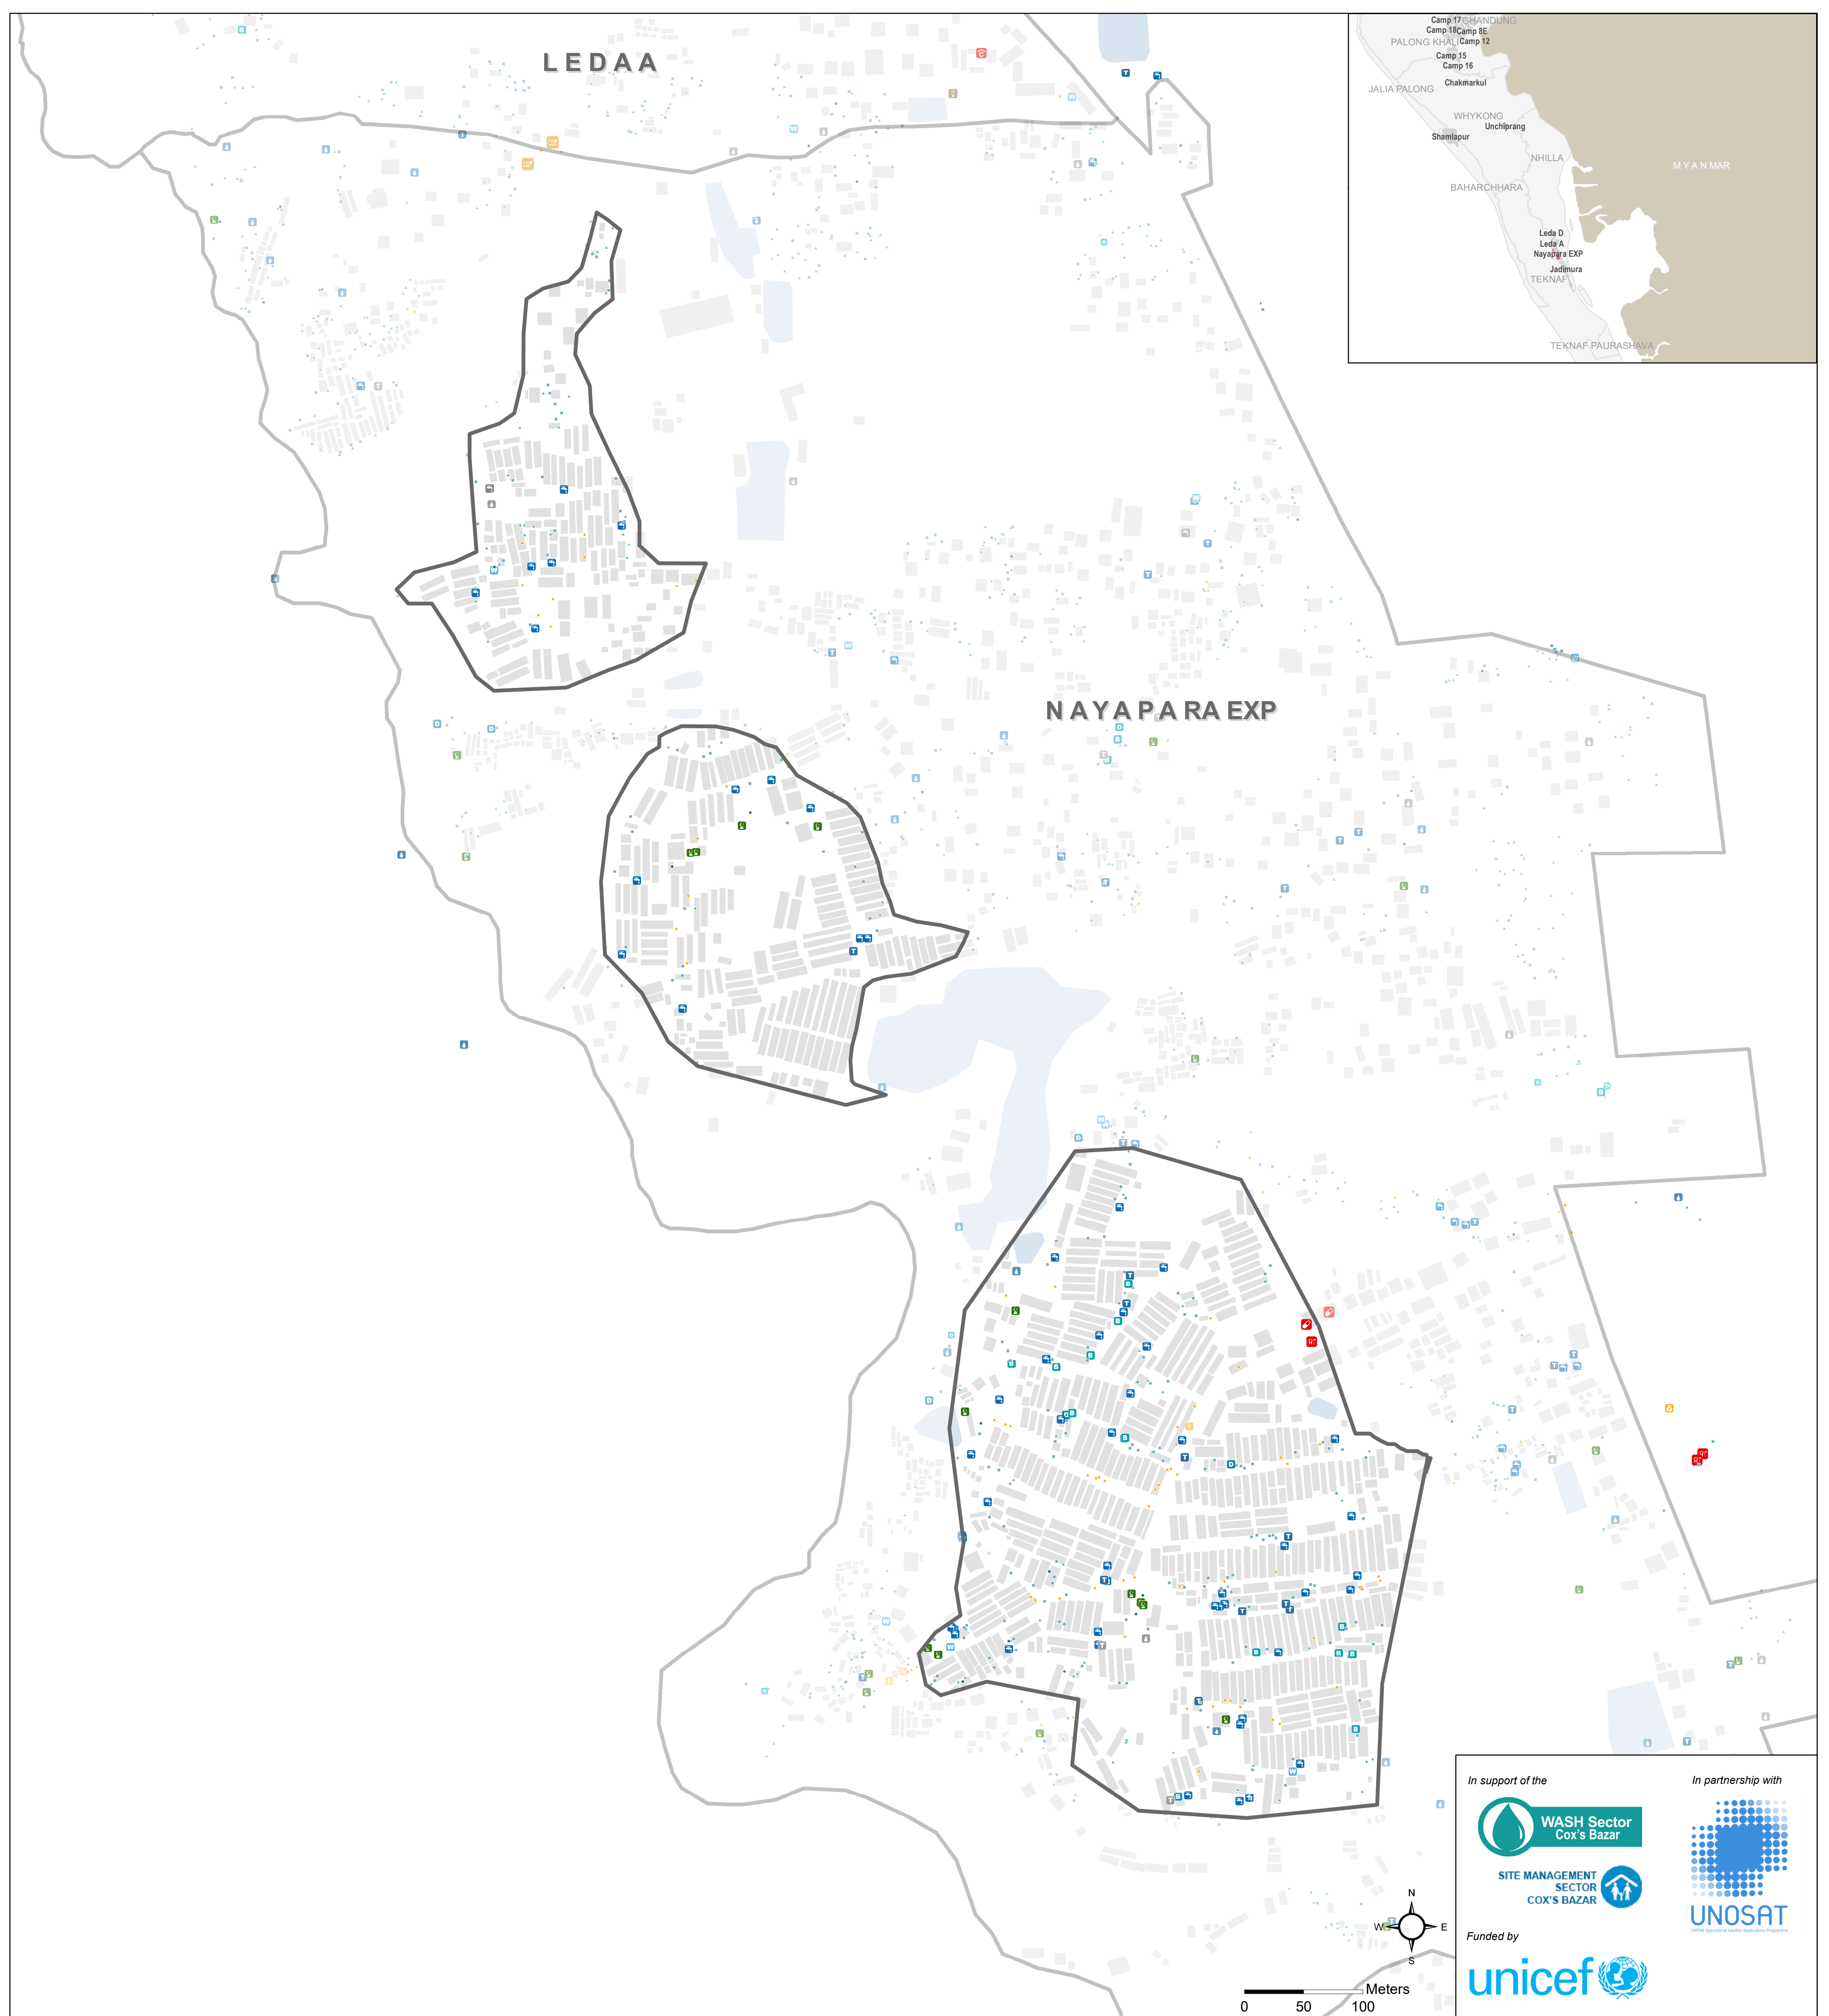 LEDAA
NAYAPARA EXP
Camp 17
GHANDUNG
Camp 18
Camp 8E
PALONG KHALI
Camp 12
Camp 15
Camp 16
Chakmarkul
JALIA PALONG
WHYKONG
Unchiprang
Shamlapur
NHILLA
MYANMAR
BAHARCHHARA
Leda D
Leda A
Nayapara EXP
Jadimura
TEKNAF
TEKNAF PAURASHAVA
In support of the
In partnership with
WASH Sector
Cox's Bazar
SITE MANAGEMENT
SECTOR
COX'S BAZAR
UNOSAT
Funded by
unicef
N
W
E
S
Meters
0 50 100